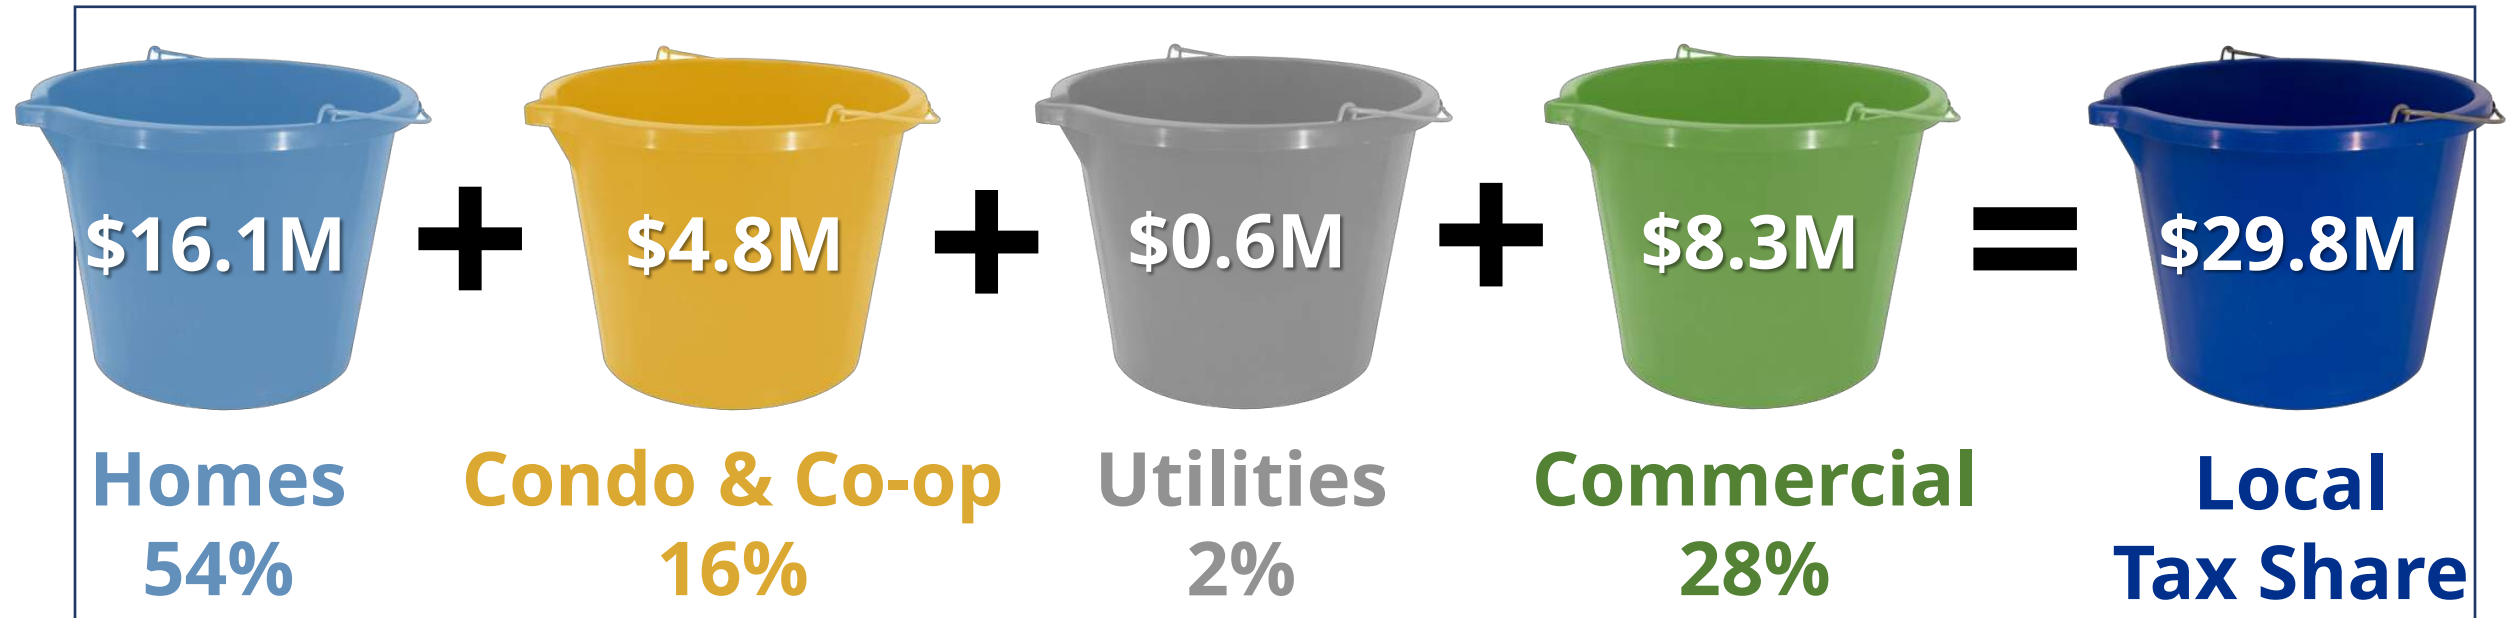 $16.1M + $4.8M + $0.6M + $8.3M = $29.8M
Homes Condo & Co-op Utilities Commercial Local
54% 16% 2% 28% Tax Share